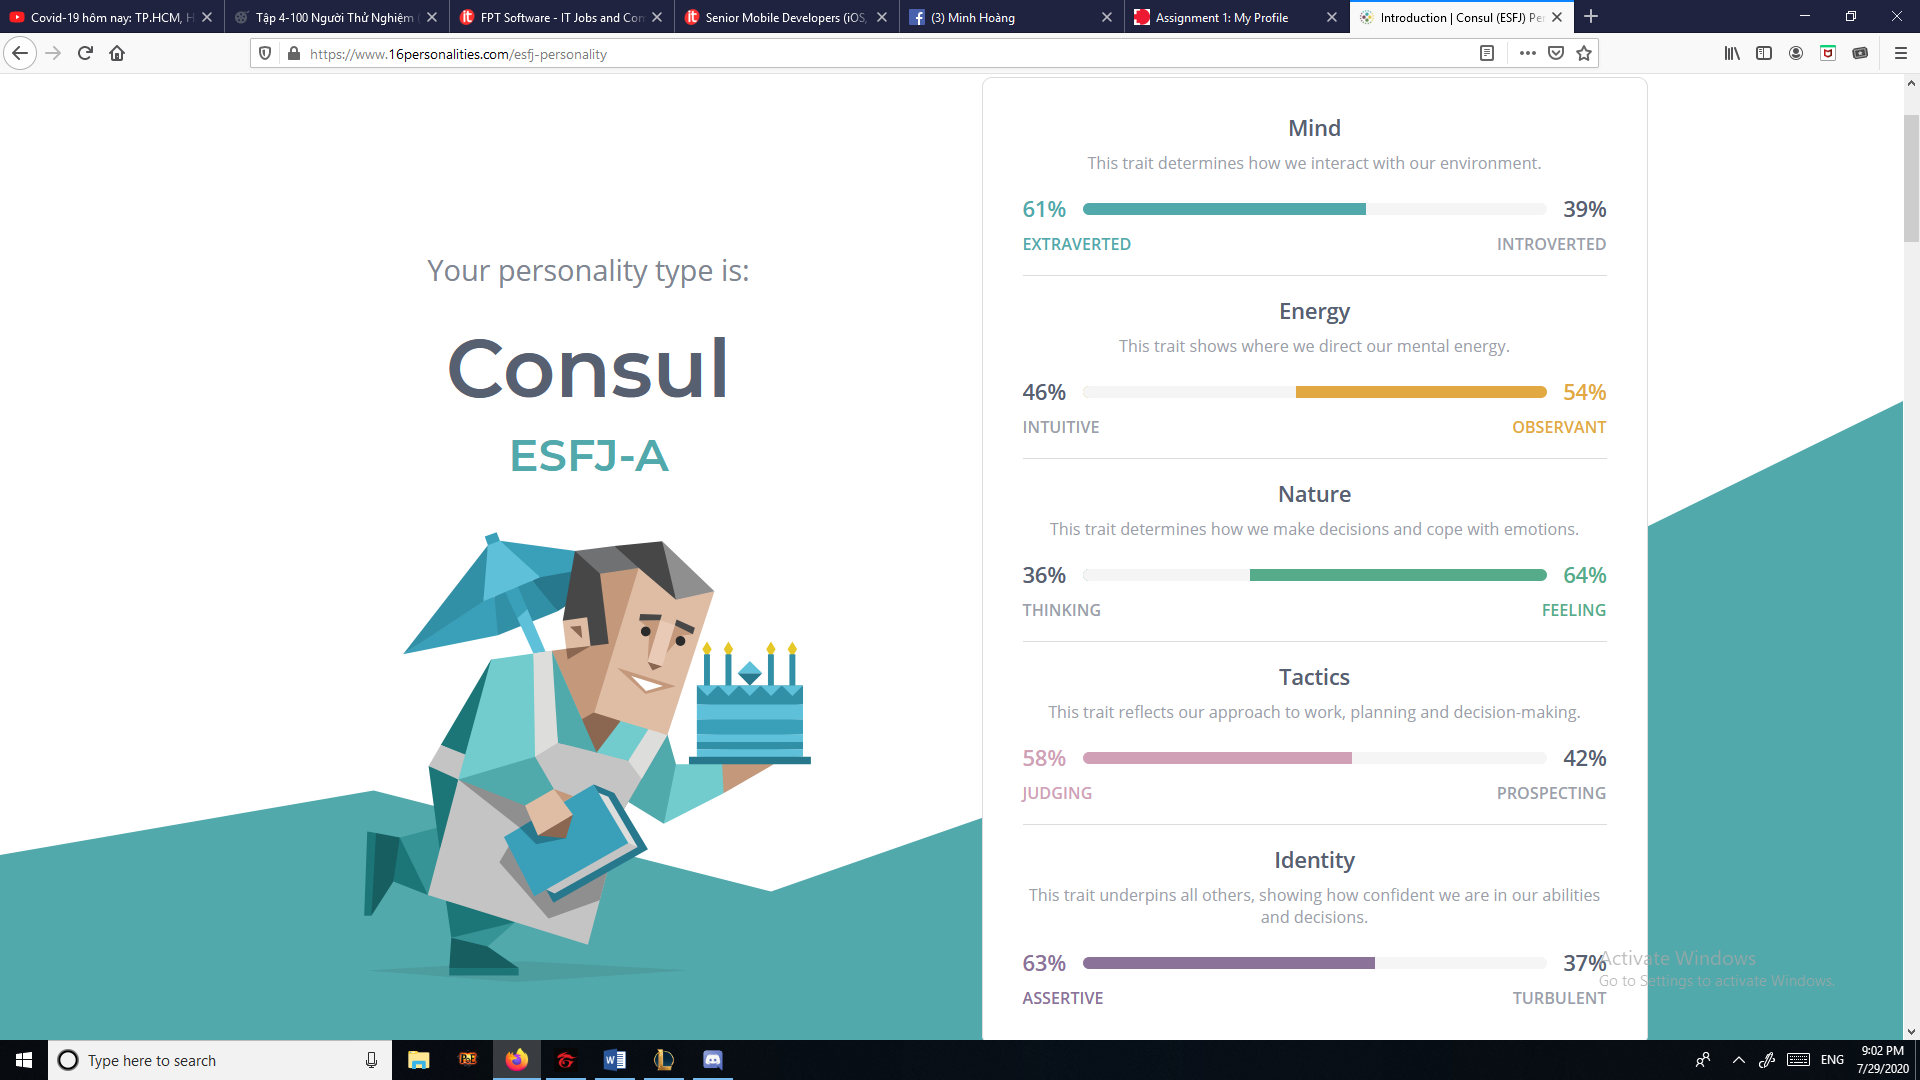 Covid-19 hôm nay: TP.HCM, H
Tập 4-100 Người Thử Nghiệm
FPT Software - IT Jobs and Com
Senior Mobile Developers (iOS,
(3) Minh Hoàng
Assignment 1: My Profile
Introduction | Consul (ESFJ) Per
https://www.16personalities.com/esfj-personality
Your personality type is:
Consul
ESFJ-A
Mind
This trait determines how we interact with our environment.
61% 39%
EXTRAVERTED INTROVERTED
Energy
This trait shows where we direct our mental energy.
46% 54%
INTUITIVE OBSERVANT
Nature
This trait determines how we make decisions and cope with emotions.
36% 64%
THINKING FEELING
Tactics
This trait reflects our approach to work, planning and decision-making.
58% 42%
JUDGING PROSPECTING
Identity
This trait underpins all others, showing how confident we are in our abilities
and decisions.
63% 37%
ASSERTIVE TURBULENT
Activate Windows
Go to Settings to activate Windows.
Type here to search
ENG
9:02 PM
7/29/2020